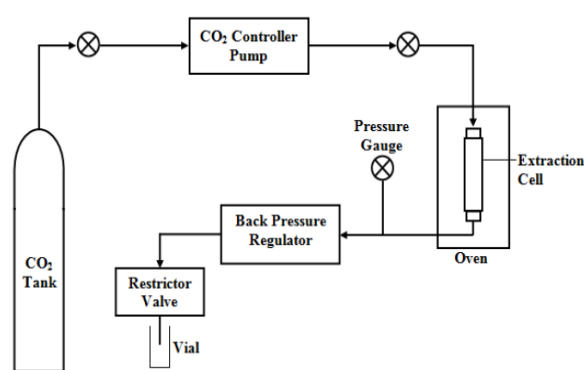 CO₂ Controller
Pump
Pressure
Gauge
Extraction
Cell
Back Pressure
Regulator
Oven
CO₂
Tank
Restrictor
Valve
Vial